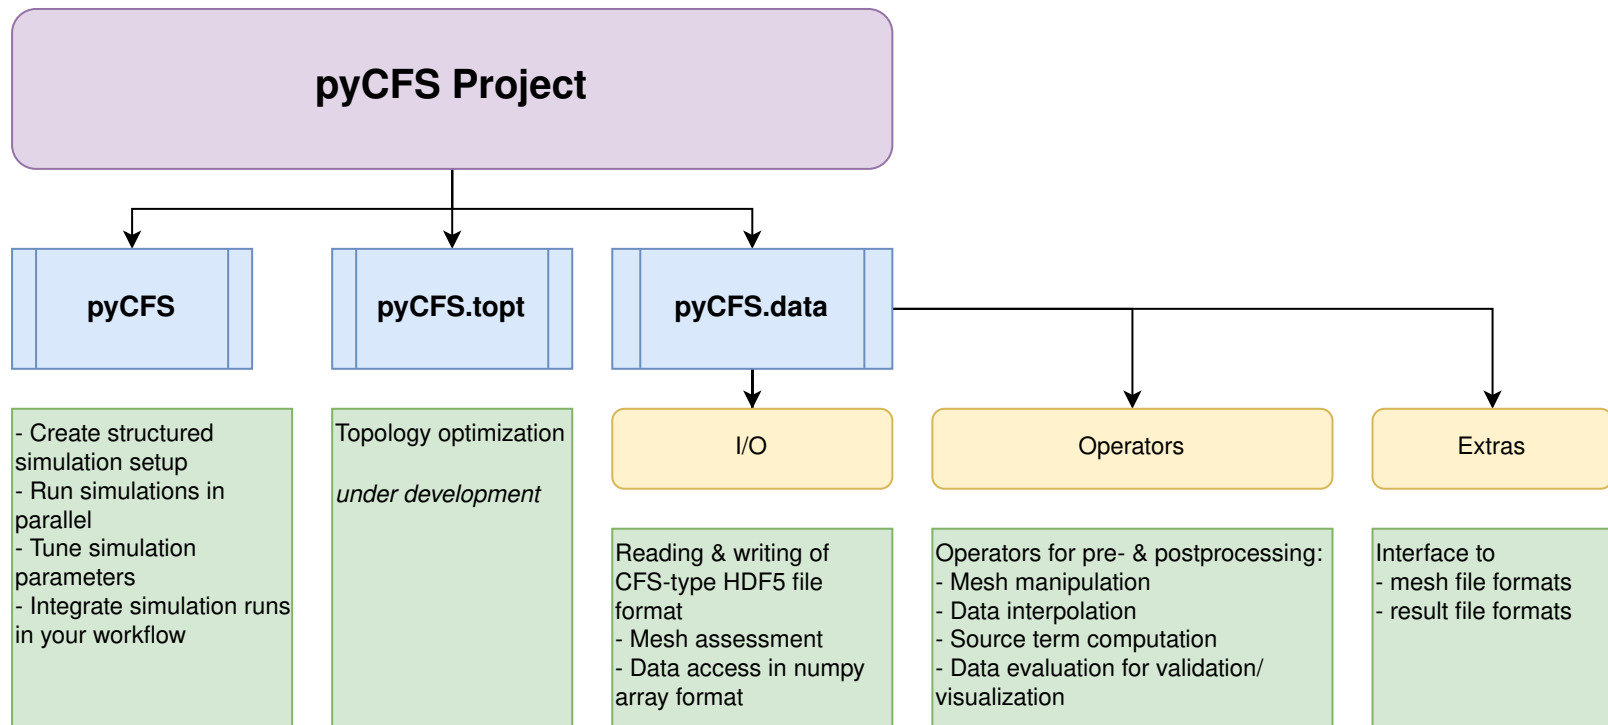 pyCFS Project
pyCFS
pyCFS.topt
pyCFS.data
- Create structured
simulation setup
- Run simulations in
parallel
- Tune simulation
parameters
- Integrate simulation runs
in your workflow
Topology optimization
under development
I/O
Operators
Extras
Reading & writing of
CFS-type HDF5 file
format
- Mesh assessment
- Data access in numpy
array format
Operators for pre- & postprocessing:
- Mesh manipulation
- Data interpolation
- Source term computation
- Data evaluation for validation/
visualization
Interface to
- mesh file formats
- result file formats